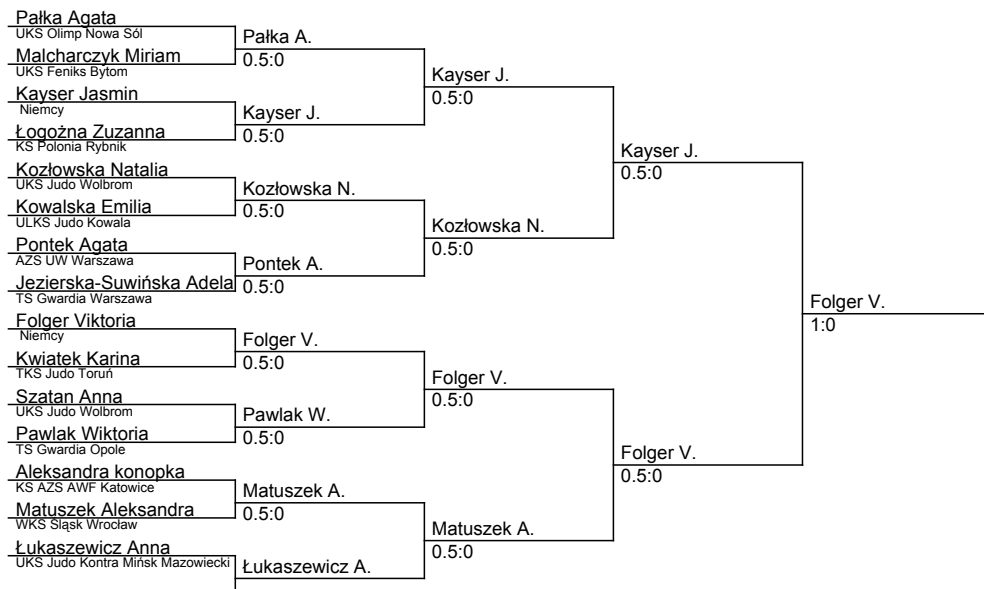 Pałka Agata
UKS Olimp Nowa Sól
Malcharczyk Miriam
UKS Feniks Bytom
Kayser Jasmin
Niemcy
Łogożna Zuzanna
KS Polonia Rybnik
Kozłowska Natalia
UKS Judo Wolbrom
Kowalska Emilia
ULKS Judo Kowala
Pontek Agata
AZS UW Warszawa
Jezierska-Suwińska Adela
TS Gwardia Warszawa
Folger Viktoria
Niemcy
Kwiatek Karina
TKS Judo Toruń
Szatan Anna
UKS Judo Wolbrom
Pawlak Wiktoria
TS Gwardia Opole
Aleksandra konopka
KS AZS AWF Katowice
Matuszek Aleksandra
WKS Śląsk Wrocław
Łukaszewicz Anna
UKS Judo Kontra Mińsk Mazowiecki
Pałka A.
0.5:0
Kayser J.
0.5:0
Kozłowska N.
0.5:0
Pontek A.
0.5:0
Folger V.
0.5:0
Pawlak W.
0.5:0
Matuszek A.
0.5:0
Łukaszewicz A.
Kayser J.
0.5:0
Kozłowska N.
0.5:0
Folger V.
0.5:0
Matuszek A.
0.5:0
Kayser J.
0.5:0
Folger V.
0.5:0
Folger V.
1:0